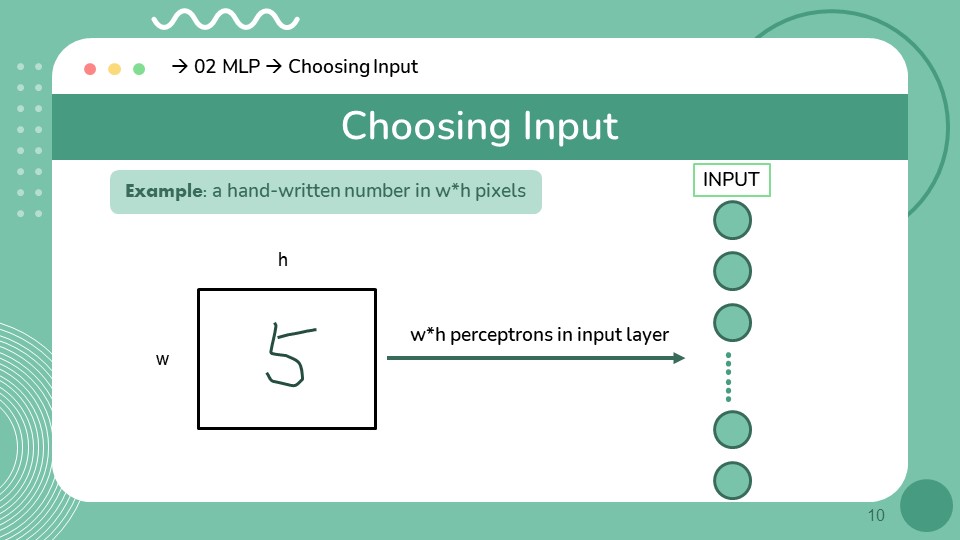 → 02 MLP → Choosing Input
Choosing Input
Example: a hand-written number in w*h pixels
INPUT
h
w*h perceptrons in input layer
w
5
10